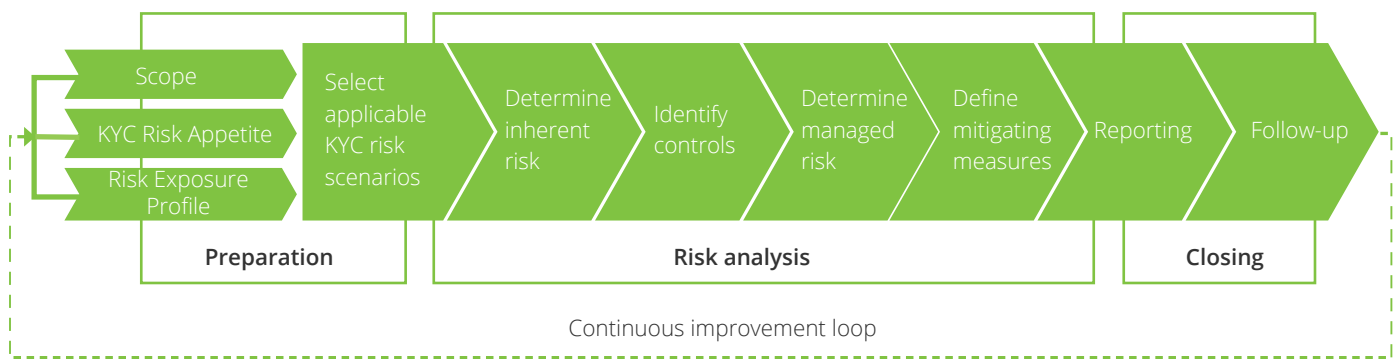 Scope
KYC Risk Appetite
Risk Exposure
Profile
Select
applicable
KYC risk
scenarios
Determine
inherent
risk
Identify
controls
Determine
managed
risk
Define
mitigating
measures
Reporting
Follow-up
Preparation
Risk analysis
Closing
Continuous improvement loop